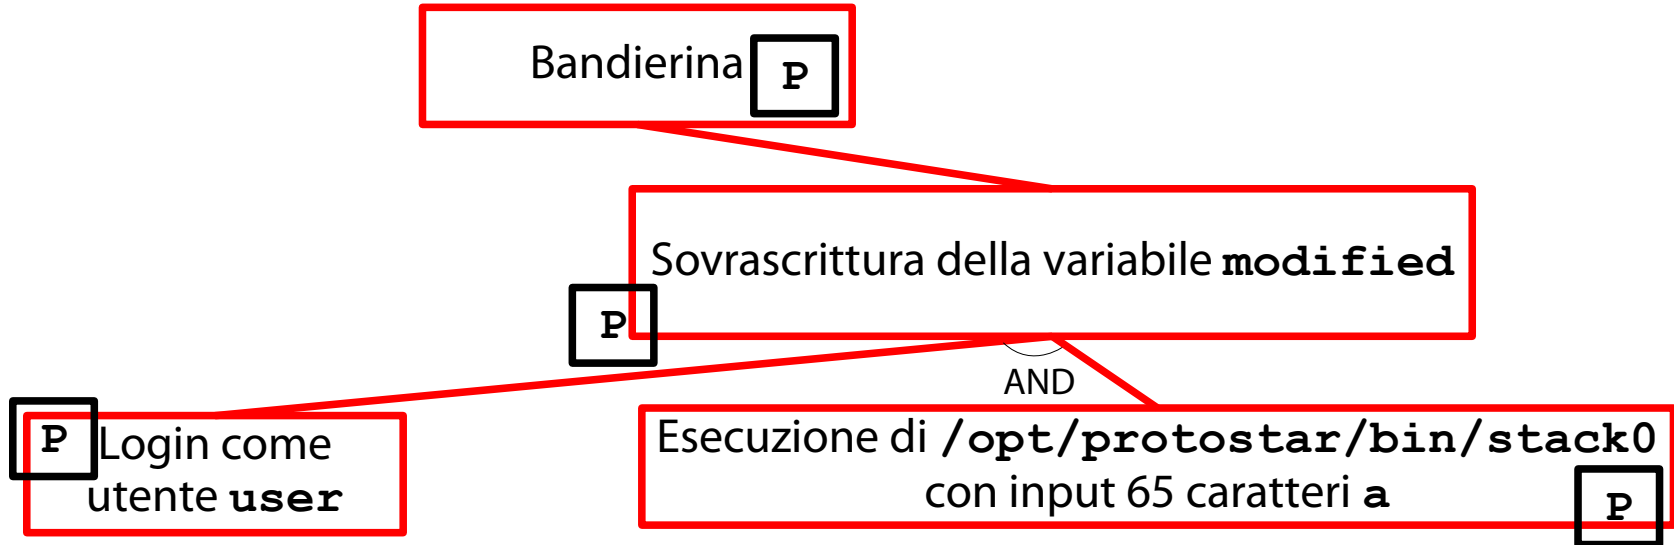 Bandierina P
Sovrascrittura della variabile modified
P
AND
P Login come
utente user
Esecuzione di /opt/protostar/bin/stack0
con input 65 caratteri a
P